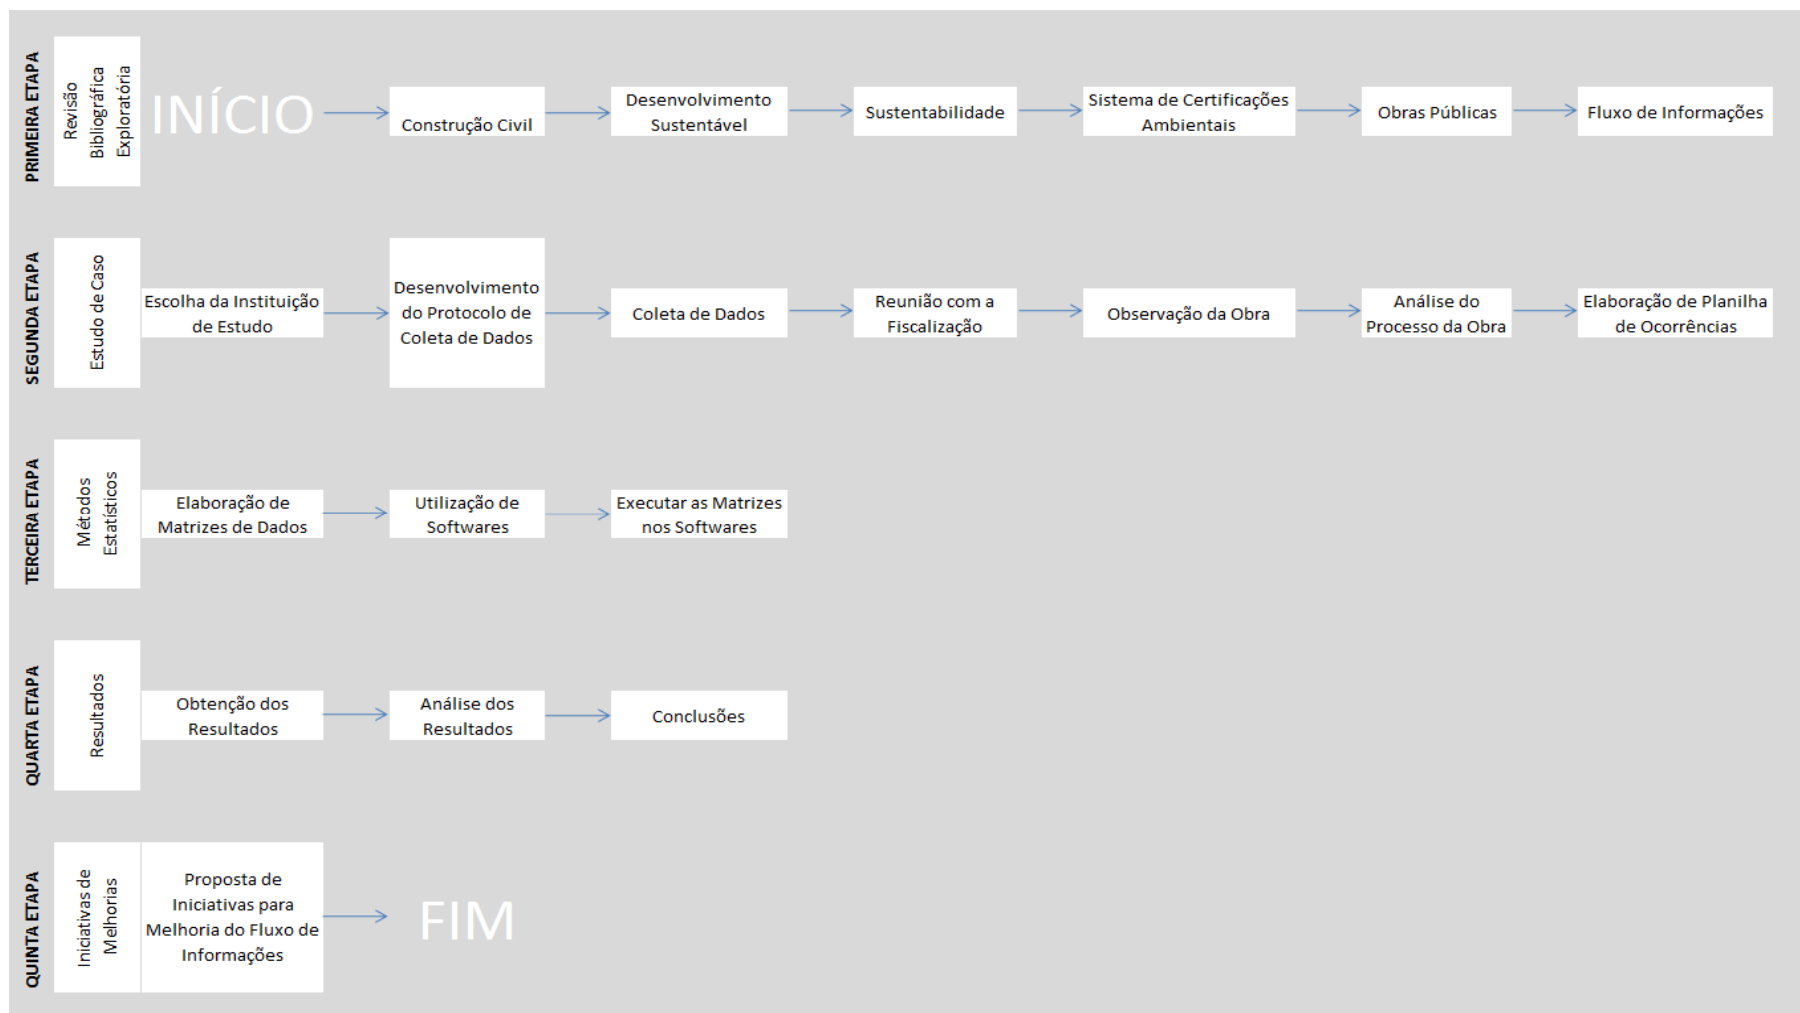 PRIMEIRA ETAPA
Revisão
Bibliográfica
Exploratória
INÍCIO
Construção Civil
Desenvolvimento
Sustentável
Sustentabilidade
Sistema de Certificações
Ambientais
Obras Públicas
Fluxo de Informações
SEGUNDA ETAPA
Estudo de Caso
Escolha da Instituição
de Estudo
Desenvolvimento
do Protocolo de
Coleta de Dados
Coleta de Dados
Reunião com a
Fiscalização
Observação da Obra
Análise do
Processo da Obra
Elaboração de Planilha
de Ocorrências
TERCEIRA ETAPA
Métodos
Estatísticos
Elaboração de
Matrizes de Dados
Utilização de
Softwares
Executar as Matrizes
nos Softwares
QUARTA ETAPA
Resultados
Obtenção dos
Resultados
Análise dos
Resultados
Conclusões
QUINTA ETAPA
Iniciativas de
Melhorias
Proposta de
Iniciativas para
Melhoria do Fluxo de
Informações
FIM